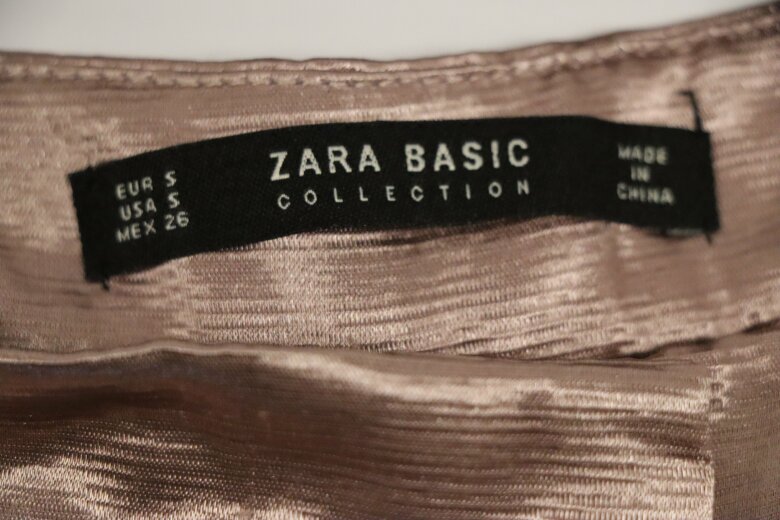 EUR S
USA S
MEX 26
ZARA BASIC
COLLECTION
MADE
IN
CHINA